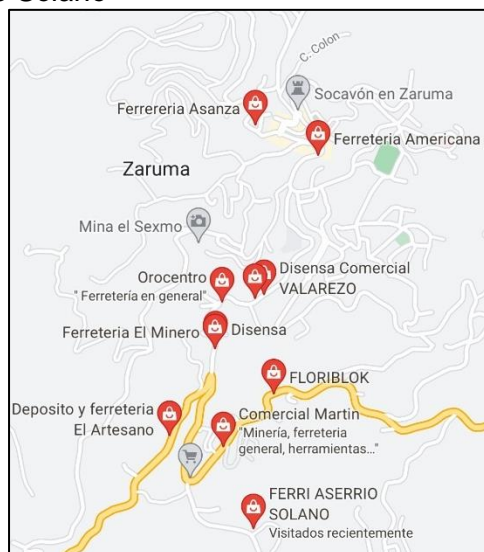 C. Colon
Socavón en Zaruma
Ferrereria Asanza
Ferreteria Americana
Zaruma
Mina el Sexmo
Orocentro
" Ferretería en general"
Disensa Comercial
VALAREZO
Ferreteria El Minero
Disensa
FLORIBLOK
Deposito y ferreteria
El Artesano
Comercial Martin
"Minería, ferreteria
general, herramientas..."
FERRI ASERRIO
SOLANO
Visitados recientemente